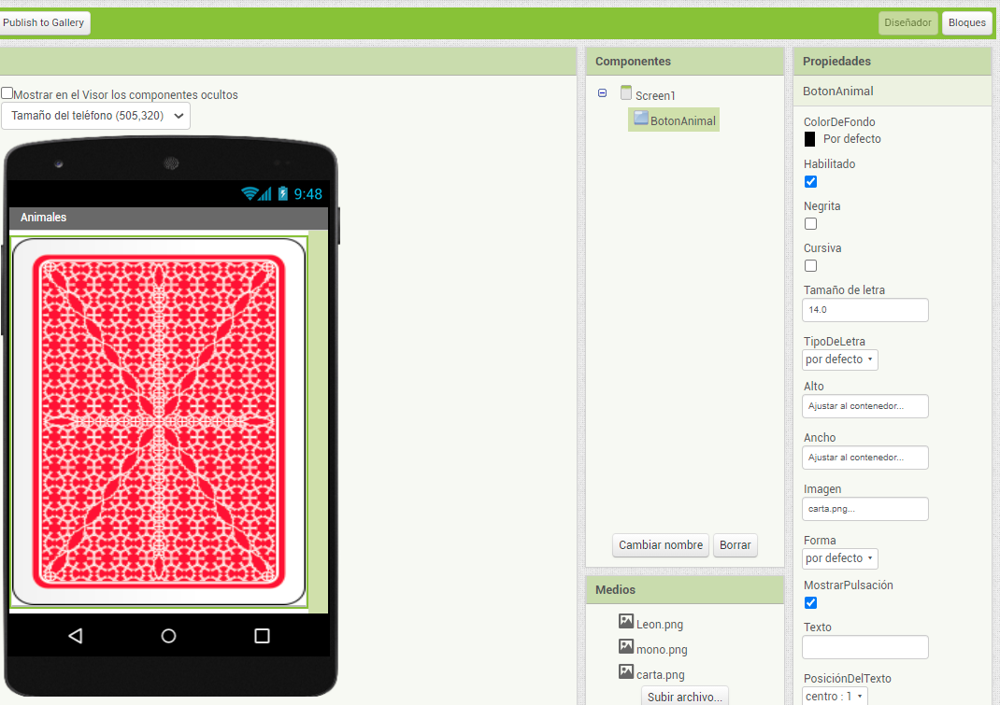 Publish to Gallery
Diseñador
Bloques
Mostrar en el Visor los componentes ocultos
Tamaño del teléfono (505,320)
9:48
Animales
Componentes
Screen1
BotonAnimal
Cambiar nombre
Borrar
Medios
Leon.png
mono.png
carta.png
Subir archivo...
Propiedades
BotonAnimal
ColorDeFondo
Por defecto
Habilitado
Negrita
Cursiva
Tamaño de letra
14.0
TipoDeLetra
por defecto
Alto
Ajustar al contenedor...
Ancho
Ajustar al contenedor...
Imagen
carta.png...
Forma
por defecto
MostrarPulsación
Texto
PosiciónDelTexto
centro : 1